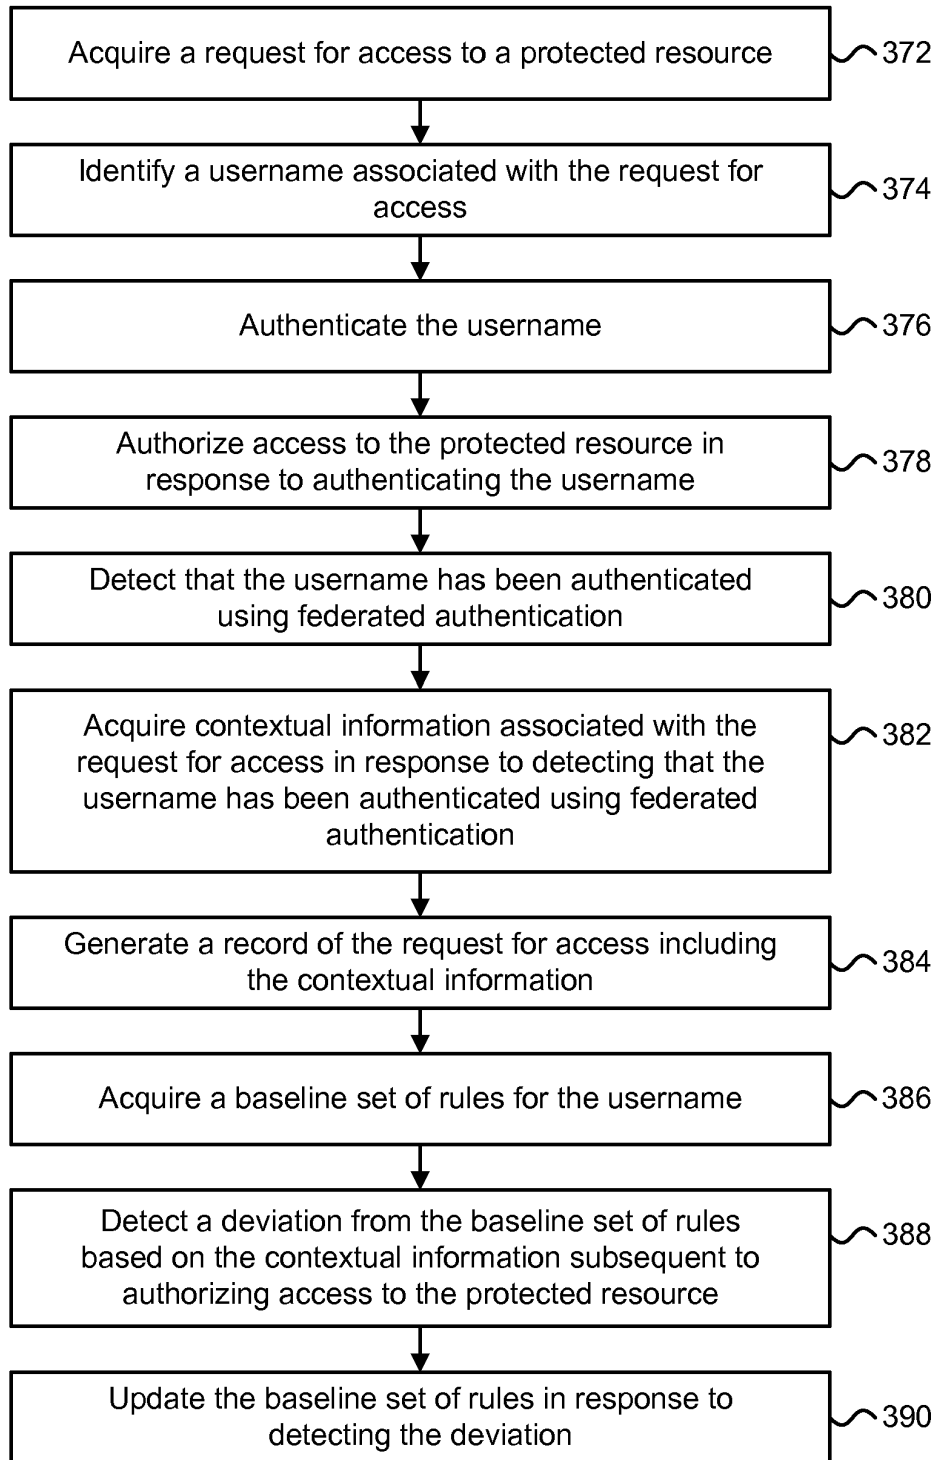 Acquire a request for access to a protected resource
372
Identify a username associated with the request for
access
374
Authenticate the username
376
Authorize access to the protected resource in
response to authenticating the username
378
Detect that the username has been authenticated
using federated authentication
380
Acquire contextual information associated with the
request for access in response to detecting that the
username has been authenticated using federated
authentication
382
Generate a record of the request for access including
the contextual information
384
Acquire a baseline set of rules for the username
386
Detect a deviation from the baseline set of rules
based on the contextual information subsequent to
authorizing access to the protected resource
388
Update the baseline set of rules in response to
detecting the deviation
390